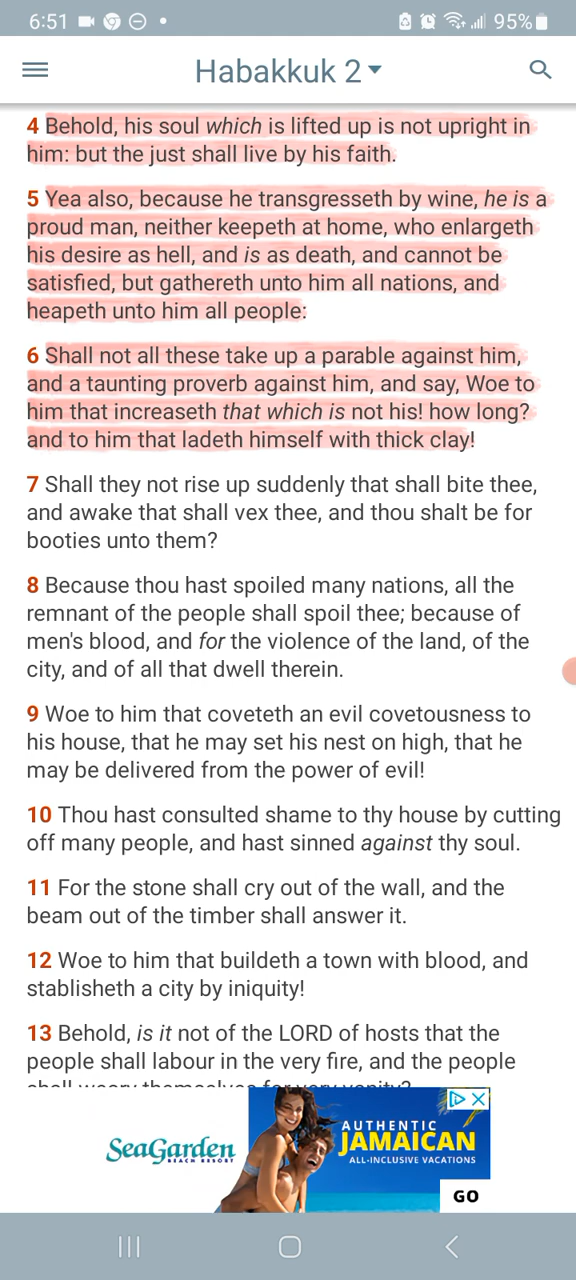 6:51
95%
Habakkuk 2
4 Behold, his soul which is lifted up is not upright in
him: but the just shall live by his faith.
5 Yea also, because he transgresseth by wine, he is a
proud man, neither keepeth at home, who enlargeth
his desire as hell, and is as death, and cannot be
satisfied, but gathereth unto him all nations, and
heapeth unto him all people:
6 Shall not all these take up a parable against him,
and a taunting proverb against him, and say, Woe to
him that increaseth that which is not his! how long?
and to him that ladeth himself with thick clay!
7 Shall they not rise up suddenly that shall bite thee,
and awake that shall vex thee, and thou shalt be for
booties unto them?
8 Because thou hast spoiled many nations, all the
remnant of the people shall spoil thee; because of
men's blood, and for the violence of the land, of the
city, and of all that dwell therein.
9 Woe to him that coveteth an evil covetousness to
his house, that he may set his nest on high, that he
may be delivered from the power of evil!
10 Thou hast consulted shame to thy house by cutting
off many people, and hast sinned against thy soul.
11 For the stone shall cry out of the wall, and the
beam out of the timber shall answer it.
12 Woe to him that buildeth a town with blood, and
stablisheth a city by iniquity!
13 Behold, is it not of the LORD of hosts that the
people shall labour in the very fire, and the people
shall weary themselves for very vanity?
SeaGarden
BEACH RESORT
AUTHENTIC
JAMAICAN
ALL-INCLUSIVE VACATIONS
GO